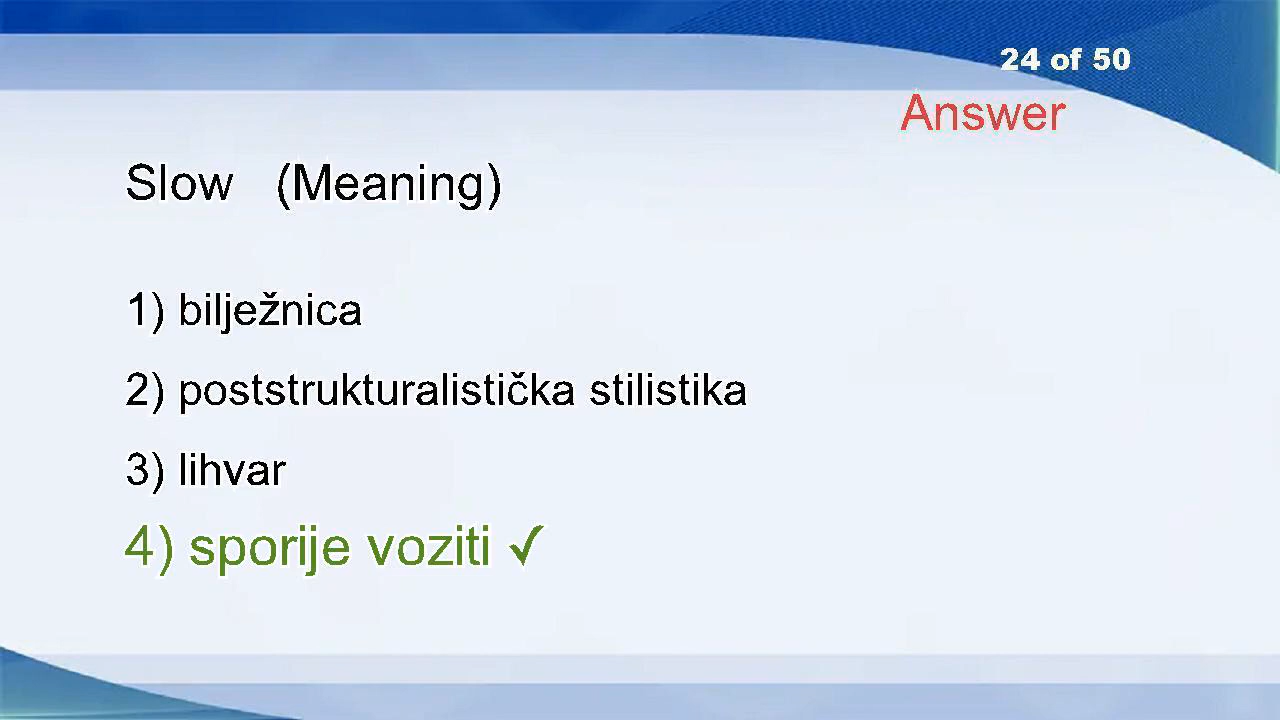 24 of 50
Answer
Slow (Meaning)
1) bilježnica
2) poststrukturalistička stilistika
3) lihvar
4) sporije voziti ✓